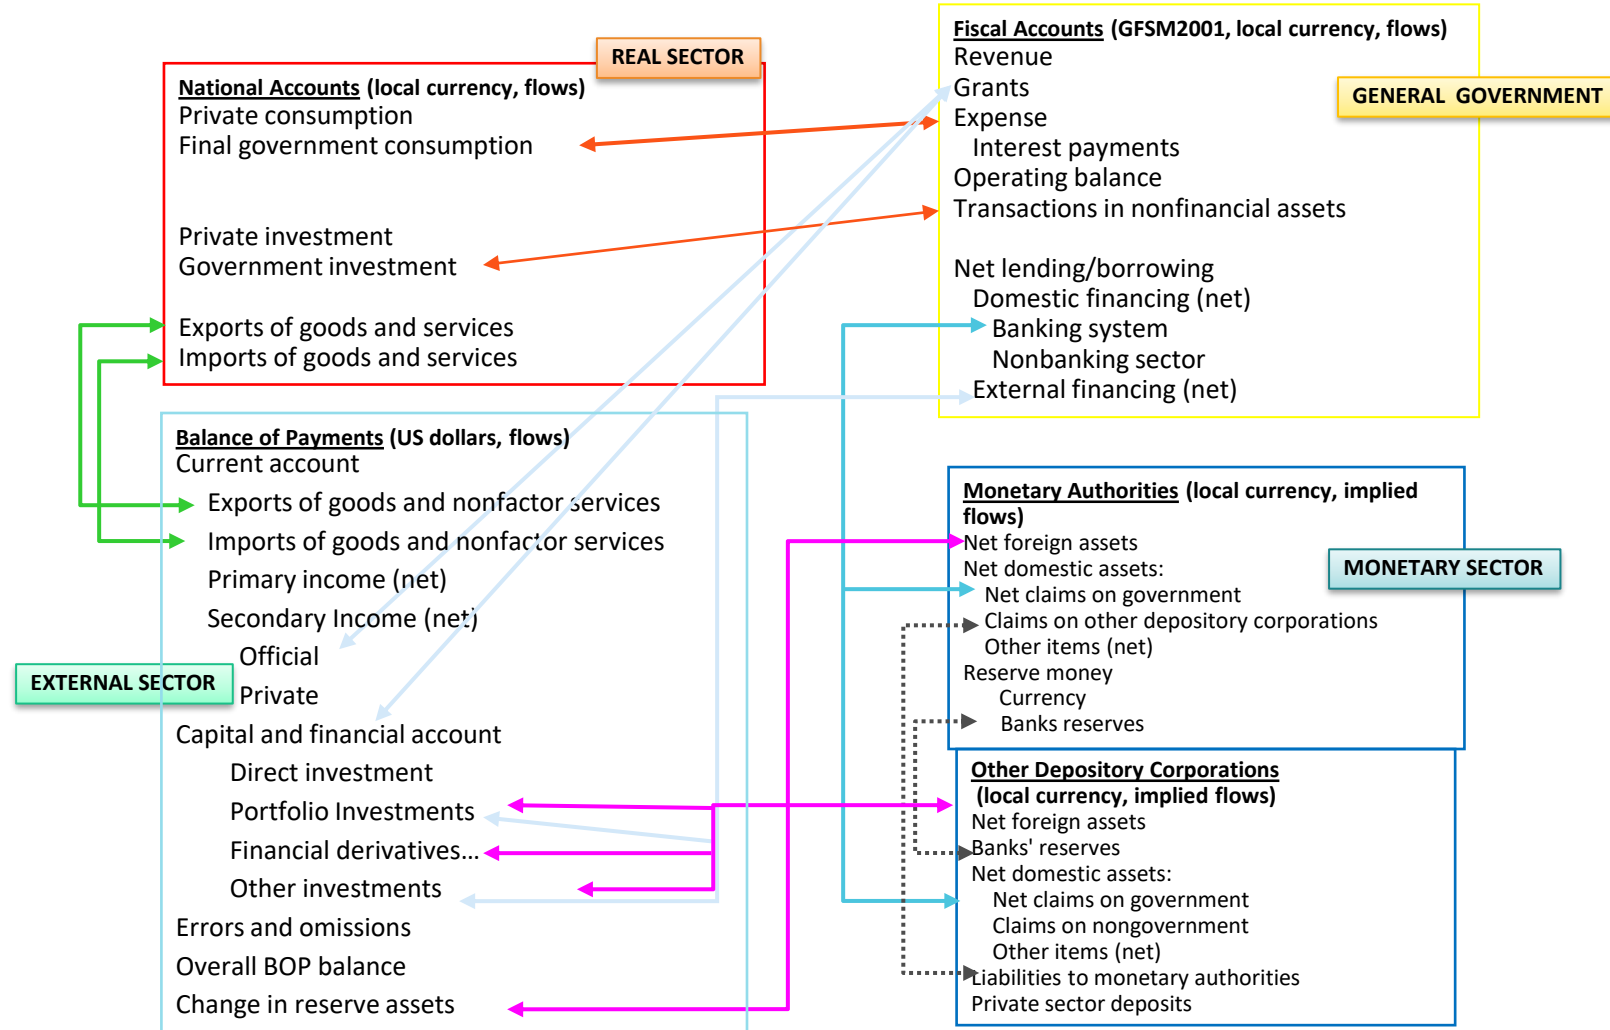 REAL SECTOR
National Accounts (local currency, flows)
Private consumption
Final government consumption
Private investment
Government investment
Exports of goods and services
Imports of goods and services
Fiscal Accounts (GFSM2001, local currency, flows)
Revenue
Grants
Expense
Interest payments
Operating balance
Transactions in nonfinancial assets
Net lending/borrowing
Domestic financing (net)
Banking system
Nonbanking sector
External financing (net)
GENERAL GOVERNMENT
Balance of Payments (US dollars, flows)
Current account
Exports of goods and nonfactor services
Imports of goods and nonfactor services
Primary income (net)
Secondary Income (net)
Official
Private
Capital and financial account
Direct investment
Portfolio Investments
Financial derivatives...
Other investments
Errors and omissions
Overall BOP balance
Change in reserve assets
EXTERNAL SECTOR
Monetary Authorities (local currency, implied
flows)
Net foreign assets
Net domestic assets:
Net claims on government
Claims on other depository corporations
Other items (net)
Reserve money
Currency
Banks reserves
MONETARY SECTOR
Other Depository Corporations
(local currency, implied flows)
Net foreign assets
Banks' reserves
Net domestic assets:
Net claims on government
Claims on nongovernment
Other items (net)
Liabilities to monetary authorities
Private sector deposits